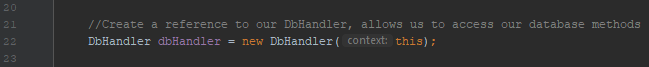 20
21 //Create a reference to our DbHandler, allows us to access our database methods
22 DbHandler dbHandler = new DbHandler( context: this);
23